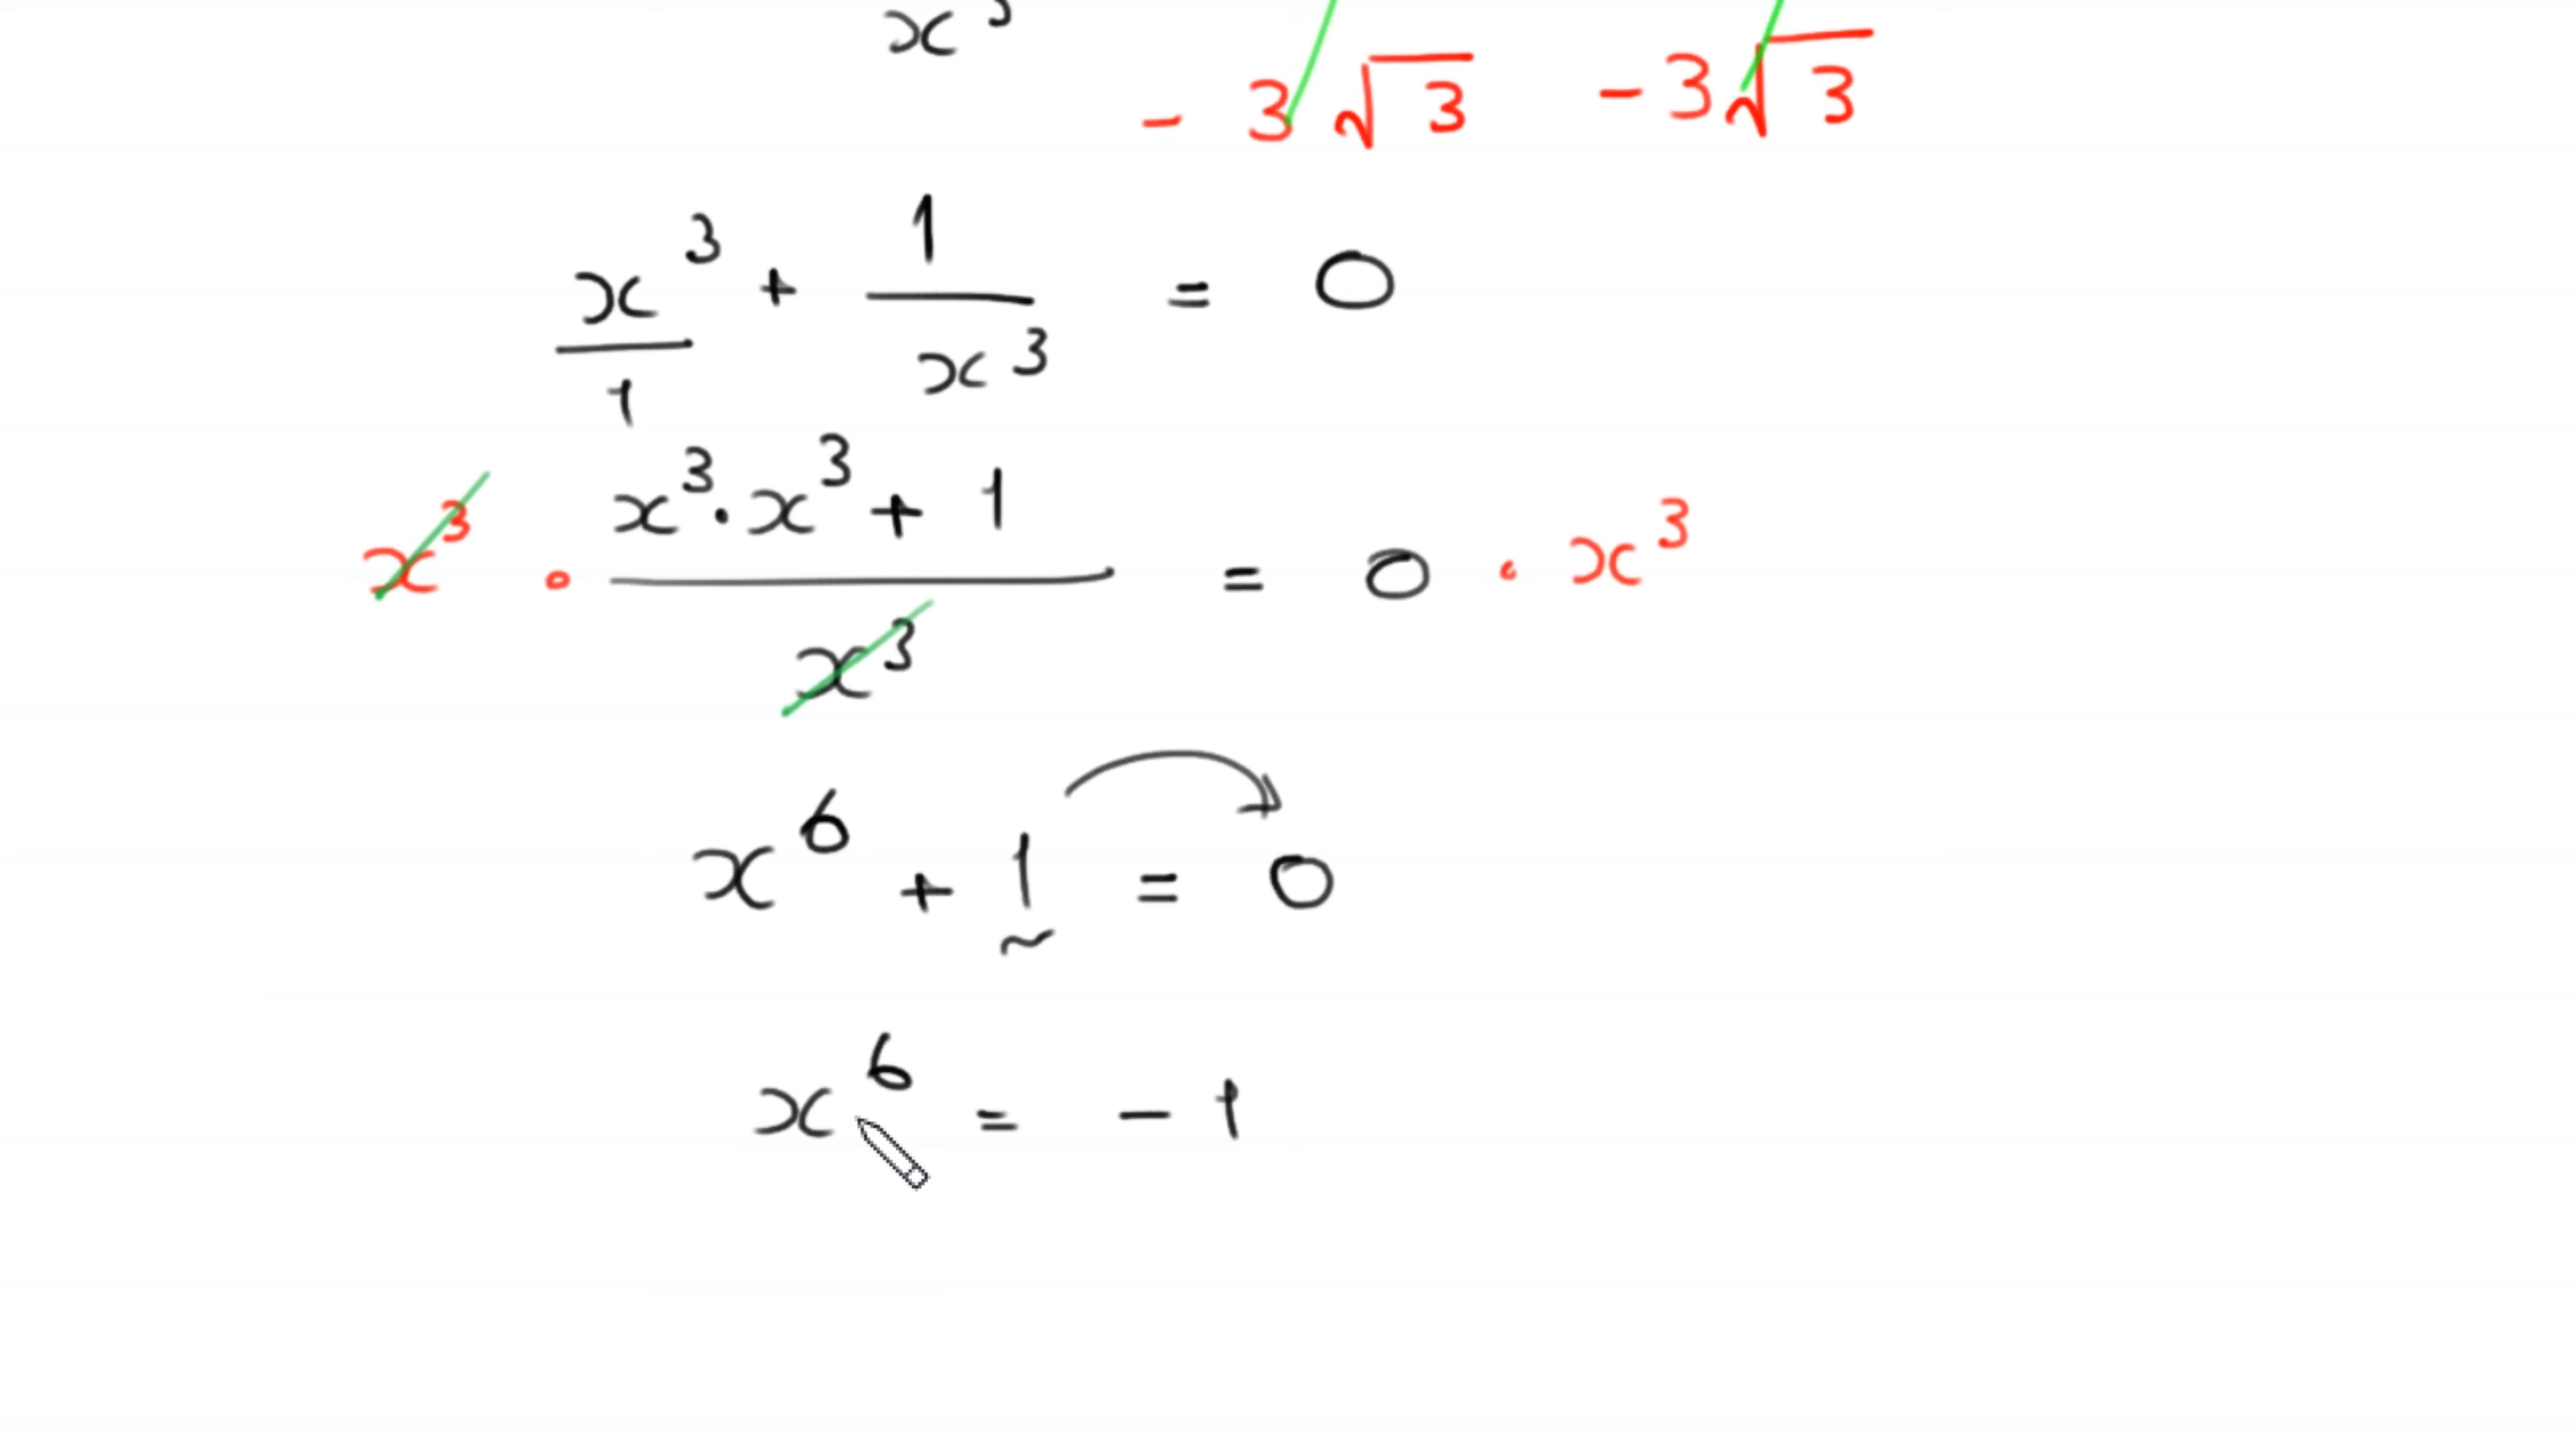 x³
- 3√3 - 3√3
x³/1 + 1/x³ = 0
x³ · (x³ · x³ + 1)/x³ = 0 · x³
x⁶ + 1 = 0
x⁶ = - 1